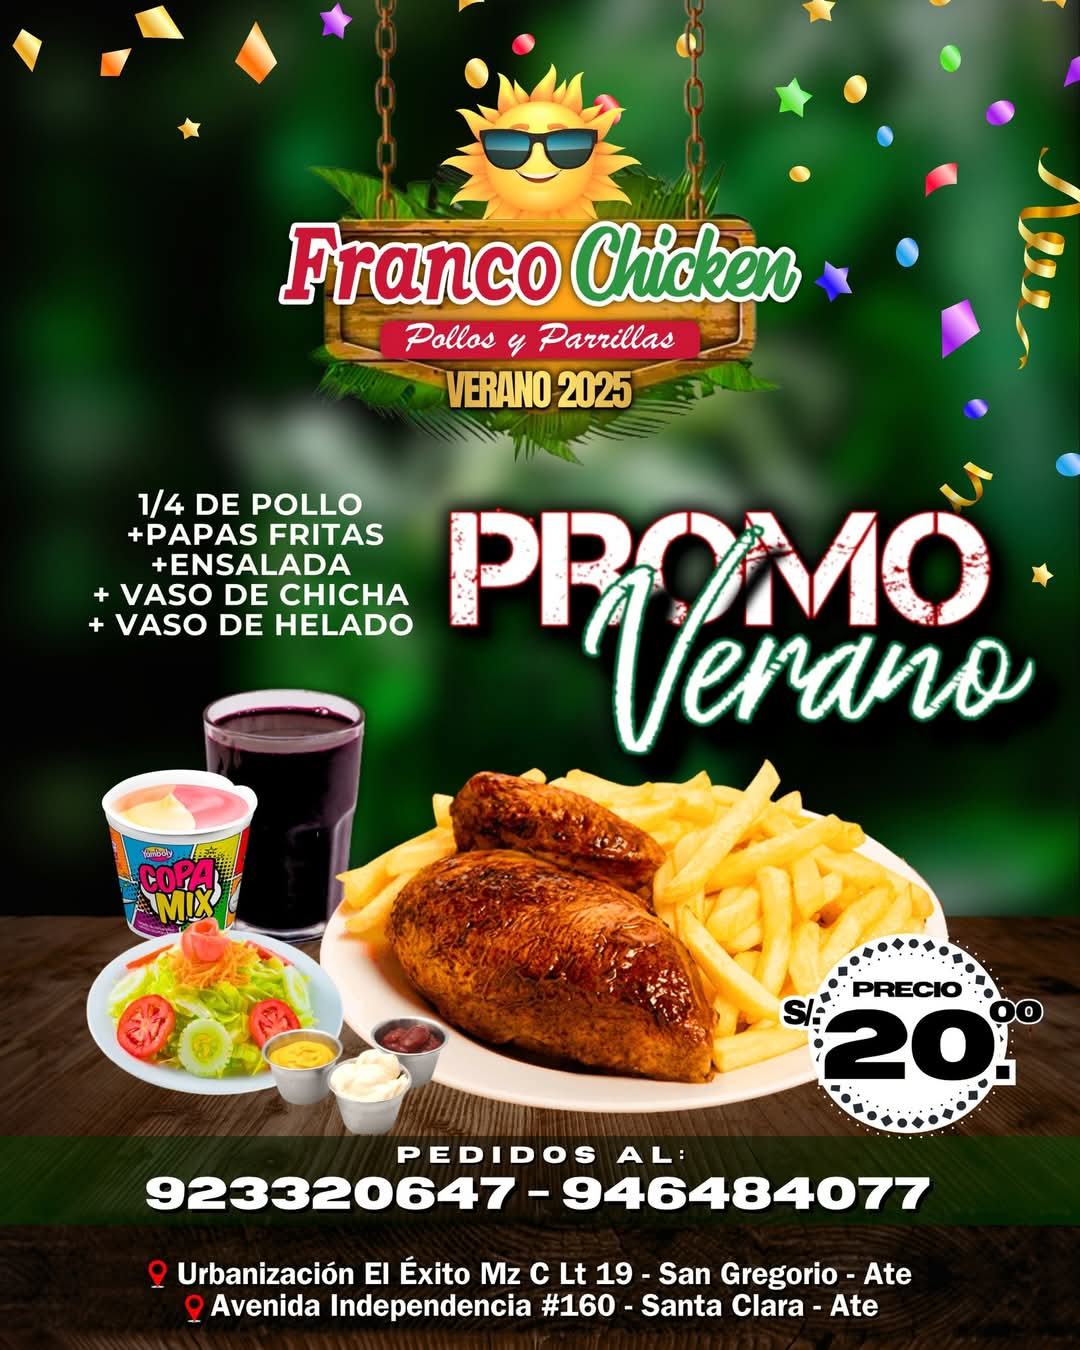 Franco Chicken
Pollos y Parrillas
VERANO 2025
1/4 DE POLLO
+PAPAS FRITAS
+ENSALADA
+ VASO DE CHICHA
+ VASO DE HELADO
PROMO
Verano
Yamboly
COPA
MIX
PRECIO
S/. 20.00
PEDIDOS AL:
923320647 - 946484077
Urbanización El Éxito Mz C Lt 19 - San Gregorio - Ate
Avenida Independencia #160 - Santa Clara - Ate